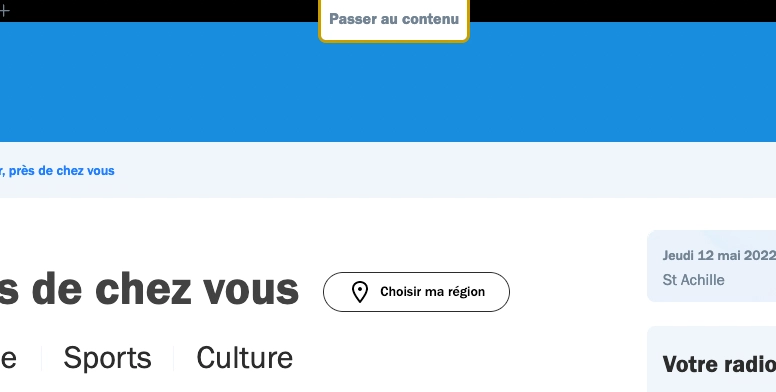 Passer au contenu
, près de chez vous
s de chez vous
Choisir ma région
Jeudi 12 mai 2022
St Achille
e
Sports
Culture
Votre radio